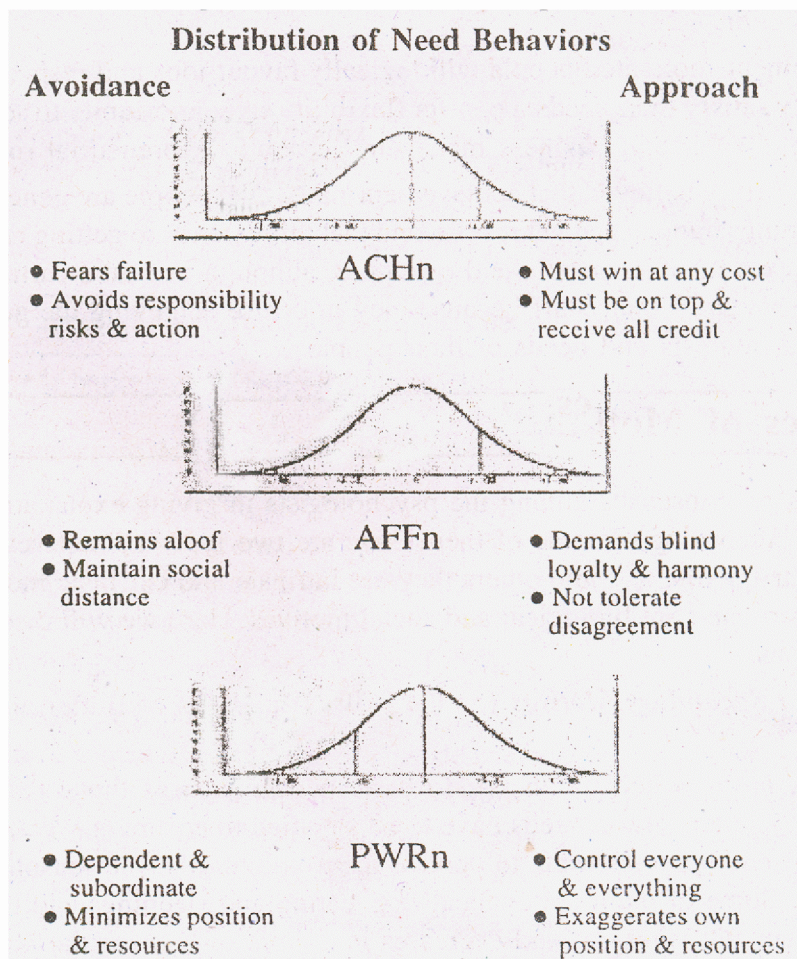 Distribution of Need Behaviors
Avoidance
Approach
ACHn
• Fears failure
• Avoids responsibility
risks & action
• Must win at any cost
• Must be on top &
receive all credit
AFFn
• Remains aloof
• Maintain social
distance
• Demands blind
loyalty & harmony
• Not tolerate
disagreement
PWRn
• Dependent &
subordinate
• Minimizes position
& resources
• Control everyone
& everything
• Exaggerates own
position & resources